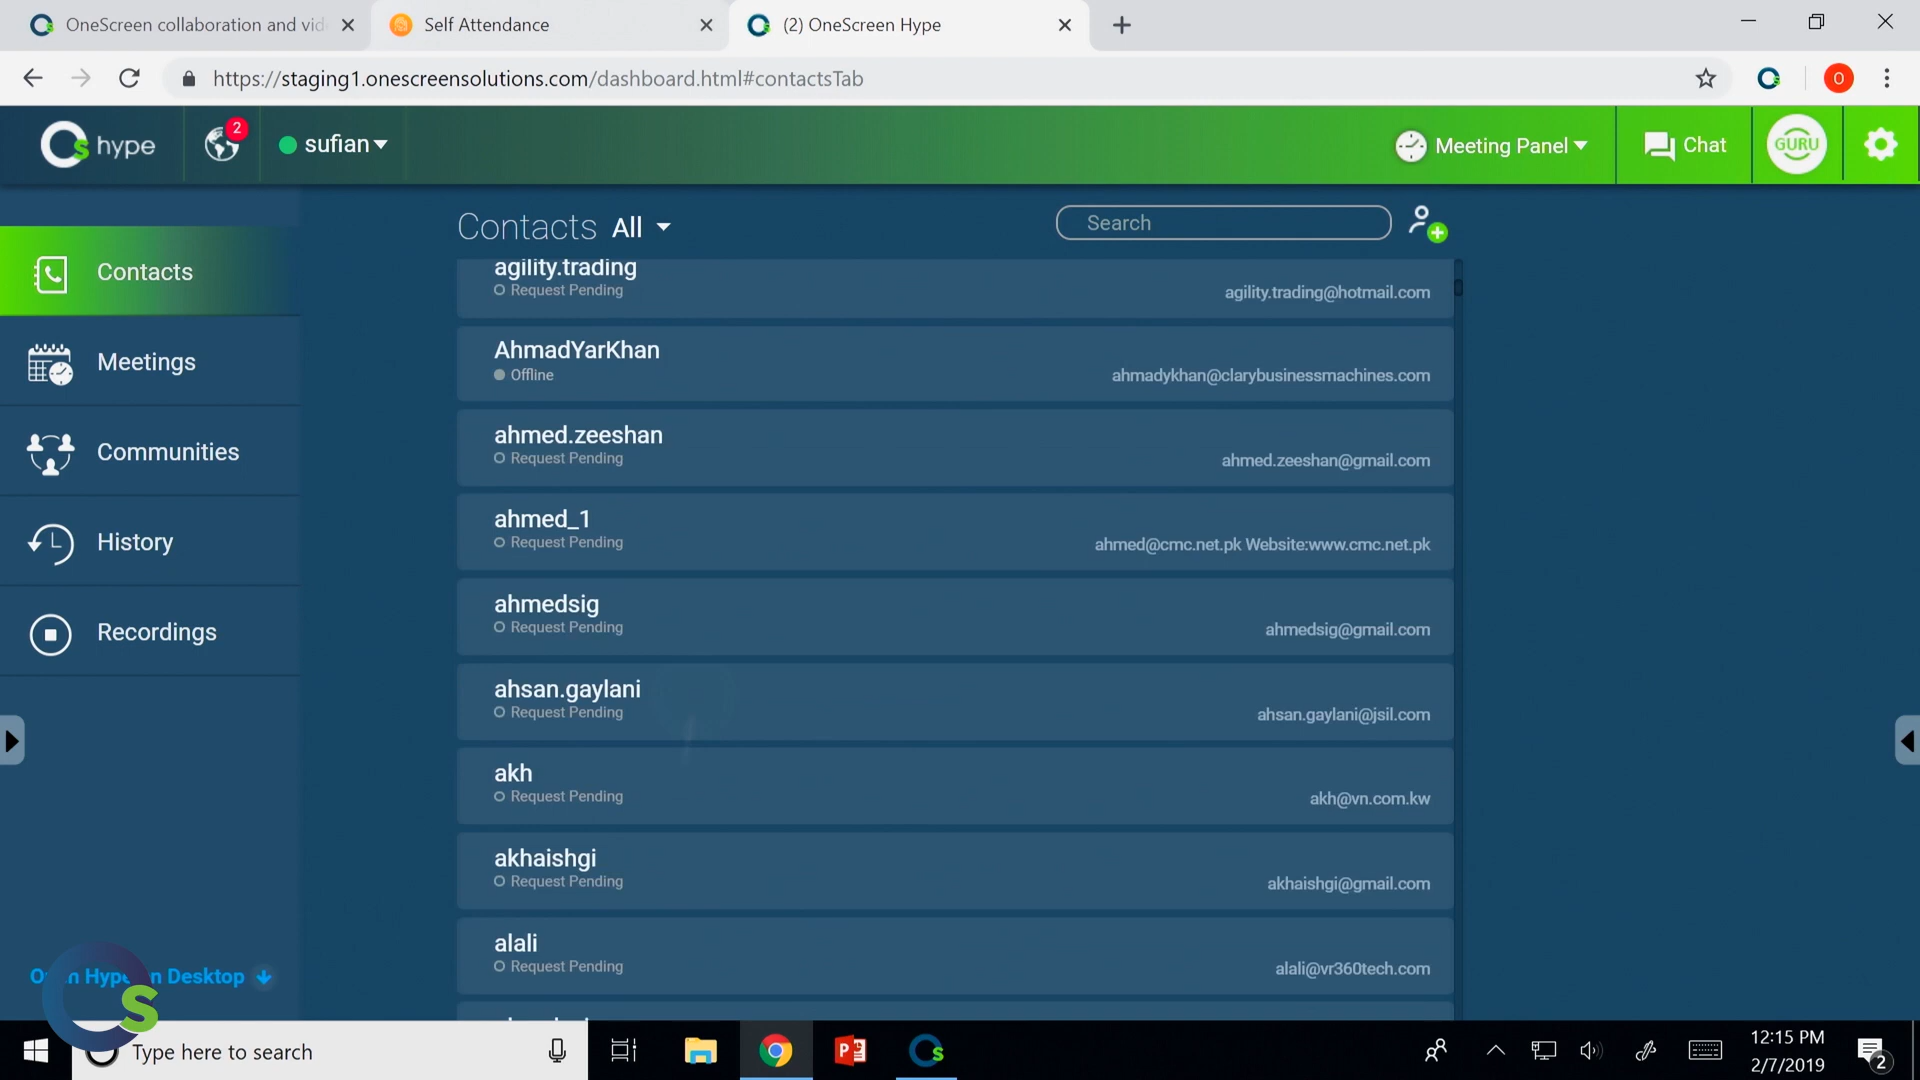 OneScreen collaboration and vid
Self Attendance
(2) OneScreen Hype
https://staging1.onescreensolutions.com/dashboard.html#contactsTab
O
hype
2
sufian
Meeting Panel
Chat
GURU
Contacts All
Search
Contacts
Meetings
Communities
History
Recordings
agility.trading
Request Pending
agility.trading@hotmail.com
AhmadYarKhan
Offline
ahmadykhan@clarybusinessmachines.com
ahmed.zeeshan
Request Pending
ahmed.zeeshan@gmail.com
ahmed_1
Request Pending
ahmed@cmc.net.pk Website:www.cmc.net.pk
ahmedsig
Request Pending
ahmedsig@gmail.com
ahsan.gaylani
Request Pending
ahsan.gaylani@jsil.com
akh
Request Pending
akh@vn.com.kw
akhaishgi
Request Pending
akhaishgi@gmail.com
alali
Request Pending
alali@vr360tech.com
Desktop
Type here to search
12:15 PM
2/7/2019
2